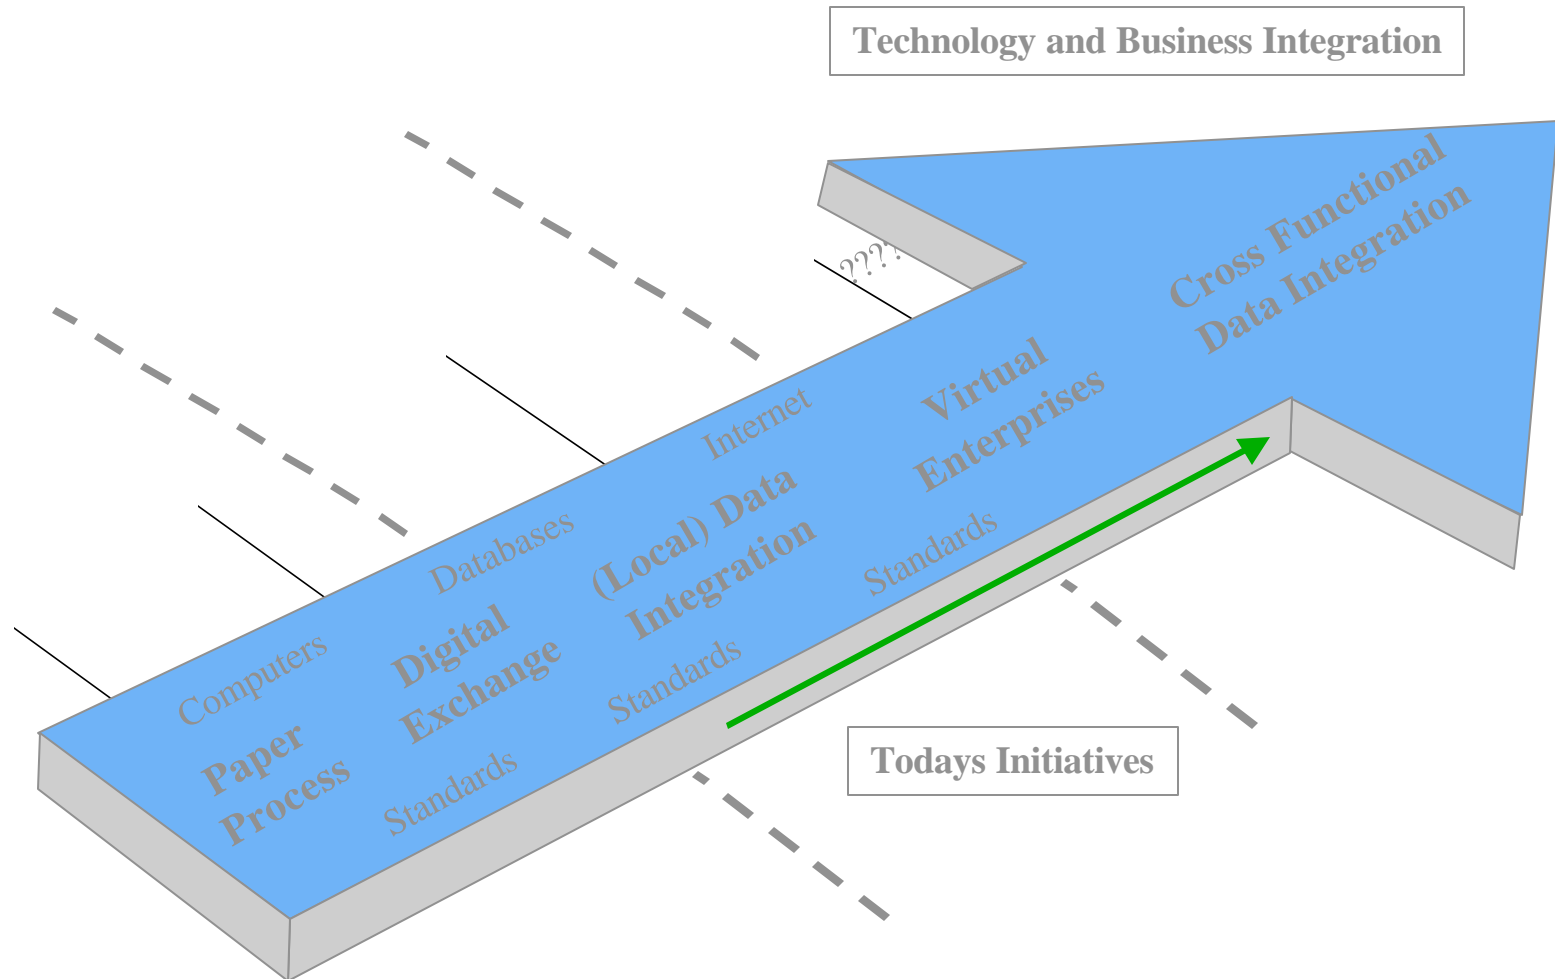 Technology and Business Integration
Cross Functional
Data Integration
????
Virtual
Enterprises
Internet
(Local) Data
Integration
Standards
Databases
Digital
Exchange
Standards
Computers
Paper
Process
Standards
Todays Initiatives